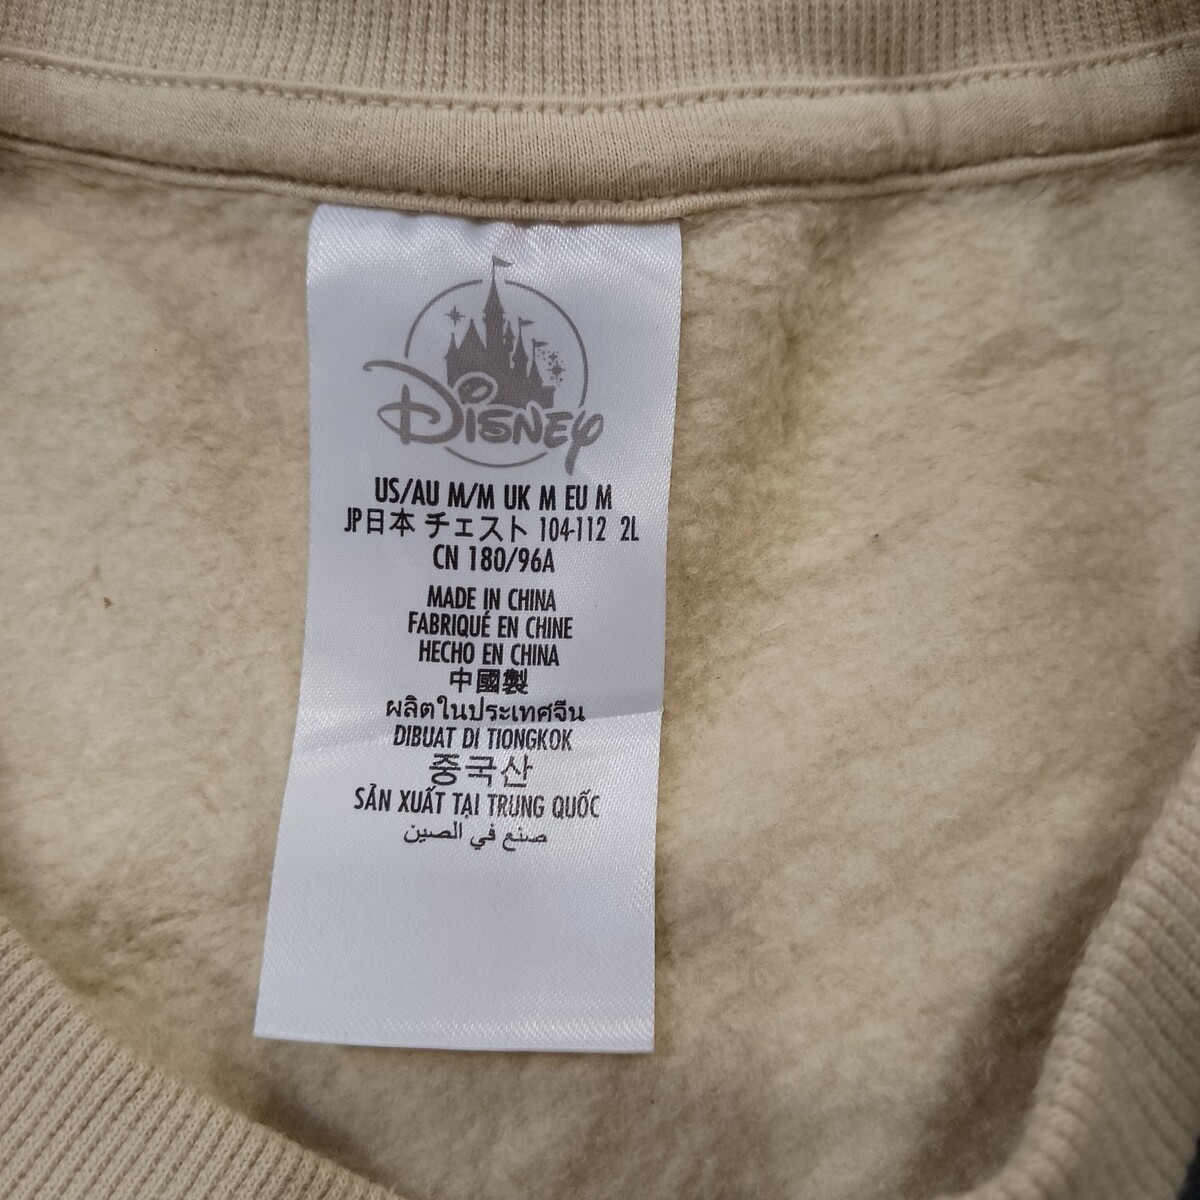 Disney
US/AU M/M UK M EU M
JP日本 チェスト 104-112 2L
CN 180/96A
MADE IN CHINA
FABRIQUÉ EN CHINE
HECHO EN CHINA
中國製
ผลิตในประเทศจีน
DIBUAT DI TIONGKOK
중국산
SẢN XUẤT TẠI TRUNG QUỐC
صنع في الصين